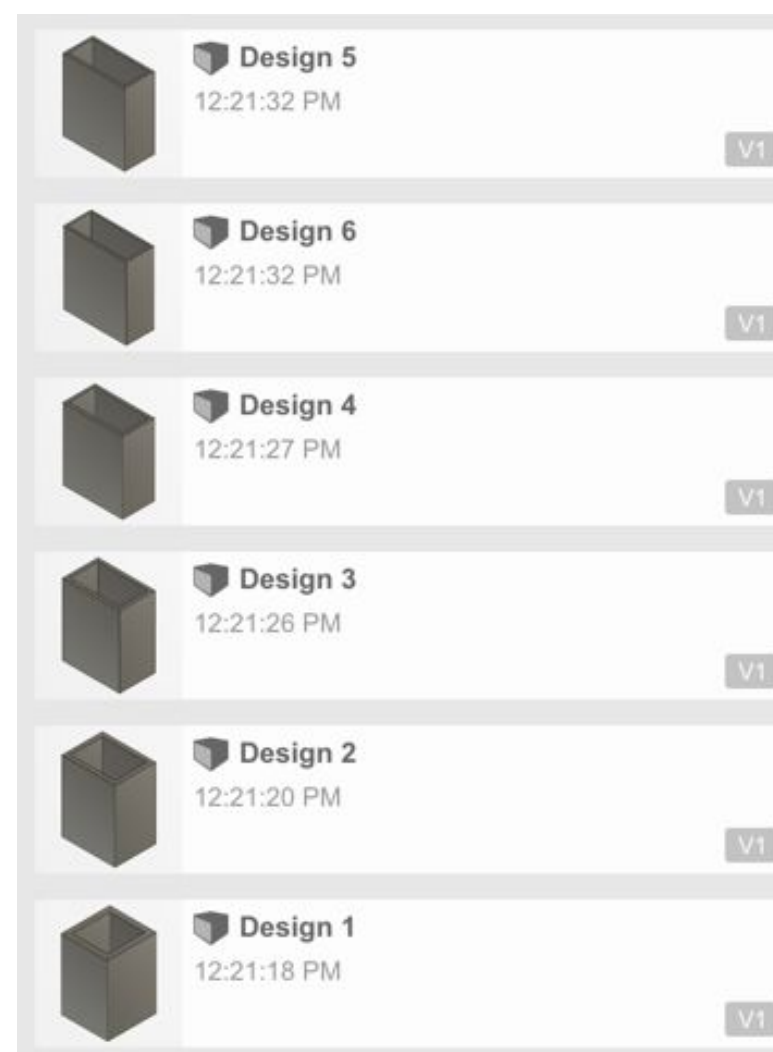 Design 5
12:21:32 PM
V1
Design 6
12:21:32 PM
V1
Design 4
12:21:27 PM
V1
Design 3
12:21:26 PM
V1
Design 2
12:21:20 PM
V1
Design 1
12:21:18 PM
V1